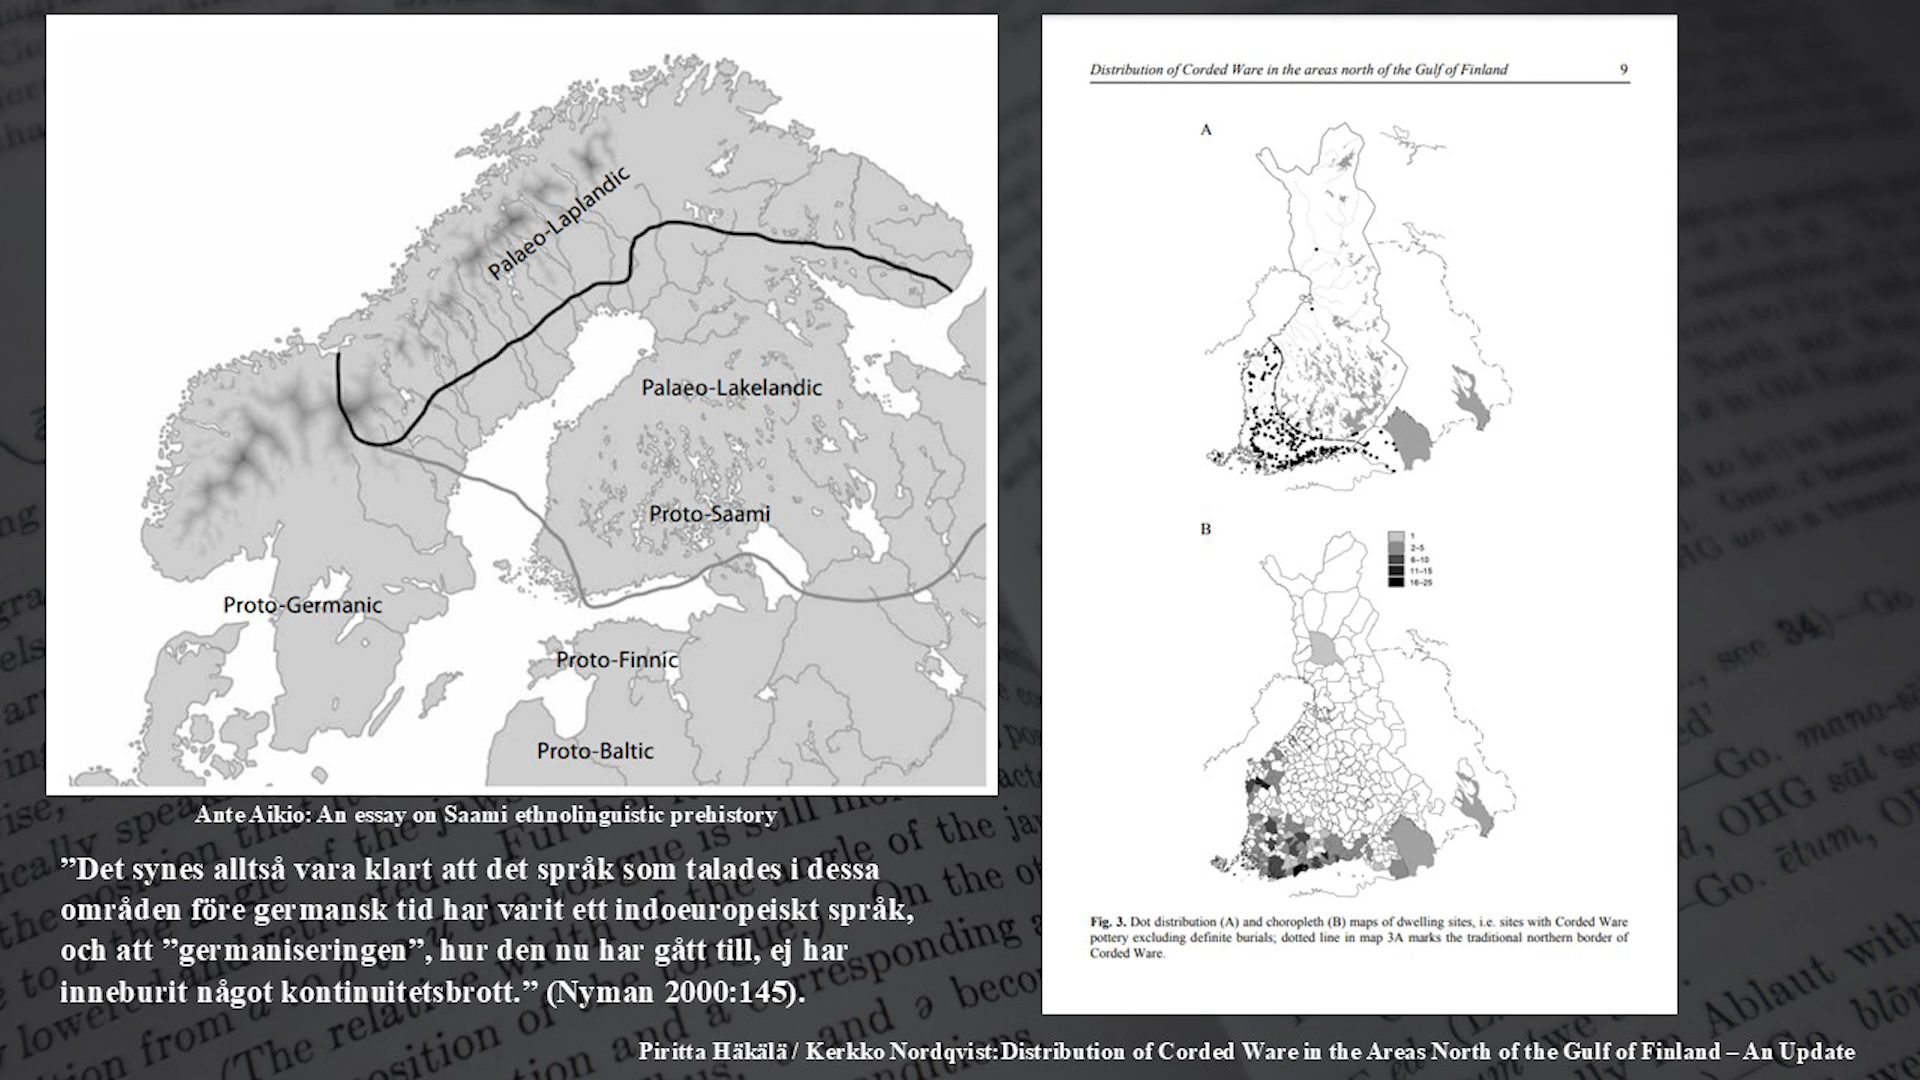 Palaeo-Laplandic
Palaeo-Lakelandic
Proto-Saami
Proto-Germanic
Proto-Finnic
Proto-Baltic
Ante Aikio: An essay on Saami ethnolinguistic prehistory
”Det synes alltså vara klart att det språk som talades i dessa
områden före germansk tid har varit ett indoeuropeiskt språk,
och att ”germaniseringen”, hur den nu har gått till, ej har
inneburit något kontinuitetsbrott.” (Nyman 2000:145).
Distribution of Corded Ware in the areas north of the Gulf of Finland 9
A
B
1
2–5
6–10
11–15
16–25
Fig. 3. Dot distribution (A) and choropleth (B) maps of dwelling sites, i.e. sites with Corded Ware
pottery excluding definite burials; dotted line in map 3A marks the traditional northern border of
Corded Ware.
Piritta Häkälä / Kerkko Nordqvist:Distribution of Corded Ware in the Areas North of the Gulf of Finland – An Update